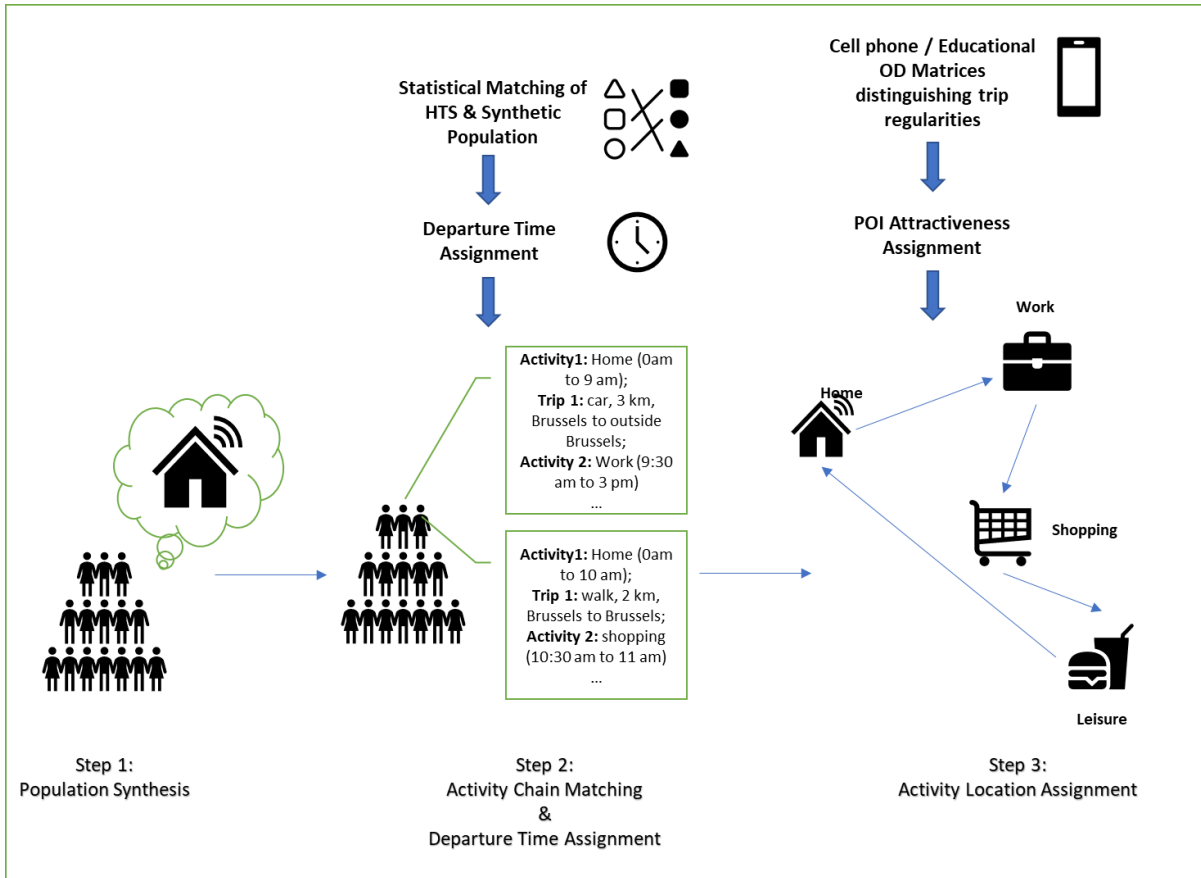 Statistical Matching of
HTS & Synthetic
Population
Departure Time
Assignment
Cell phone / Educational
OD Matrices
distinguishing trip
regularities
POI Attractiveness
Assignment
Activity1: Home (0am
to 9 am);
Trip 1: car, 3 km,
Brussels to outside
Brussels;
Activity 2: Work (9:30
am to 3 pm)
...
Activity1: Home (0am
to 10 am);
Trip 1: walk, 2 km,
Brussels to Brussels;
Activity 2: shopping
(10:30 am to 11 am)
...
Home
Work
Shopping
Leisure
Step 1:
Population Synthesis
Step 2:
Activity Chain Matching
&
Departure Time Assignment
Step 3:
Activity Location Assignment